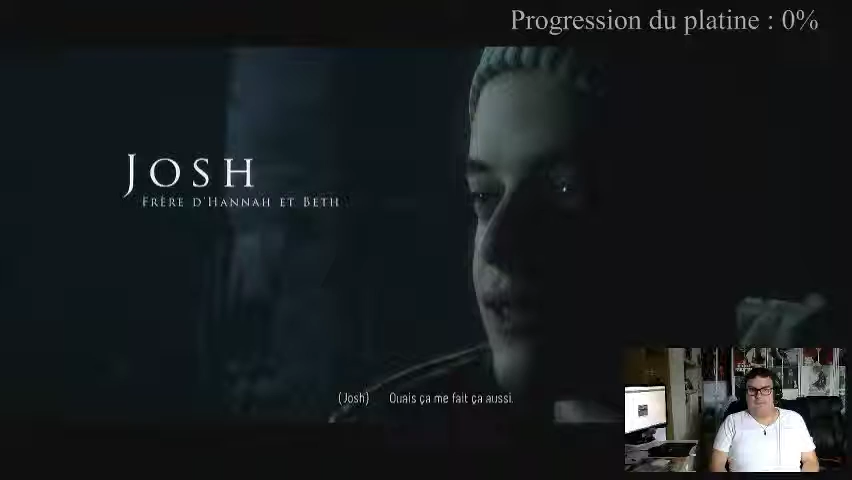 Progression du platine : 0%
JOSH
FRÈRE D'HANNAH ET BETH
(Josh) Ouais ça me fait ça aussi.